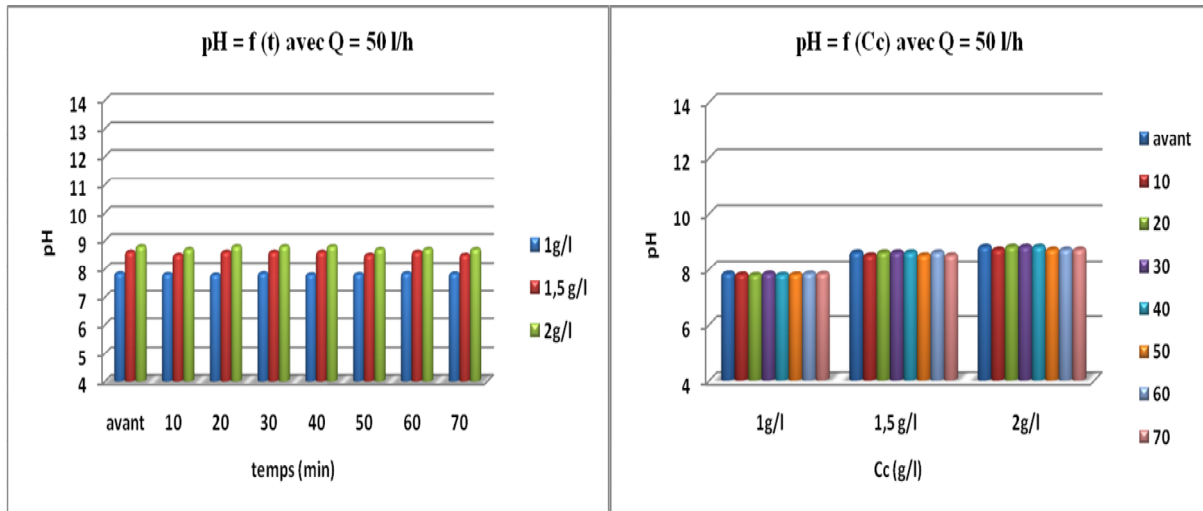 pH = f (t) avec Q = 50 l/h
14
13
12
11
10
9
8
7
6
5
4
pH
avant 10 20 30 40 50 60 70
temps (min)
1g/l
1,5 g/l
2g/l
pH = f (Cc) avec Q = 50 l/h
14
12
10
8
6
4
pH
1g/l 1,5 g/l 2g/l
Cc (g/l)
avant
10
20
30
40
50
60
70